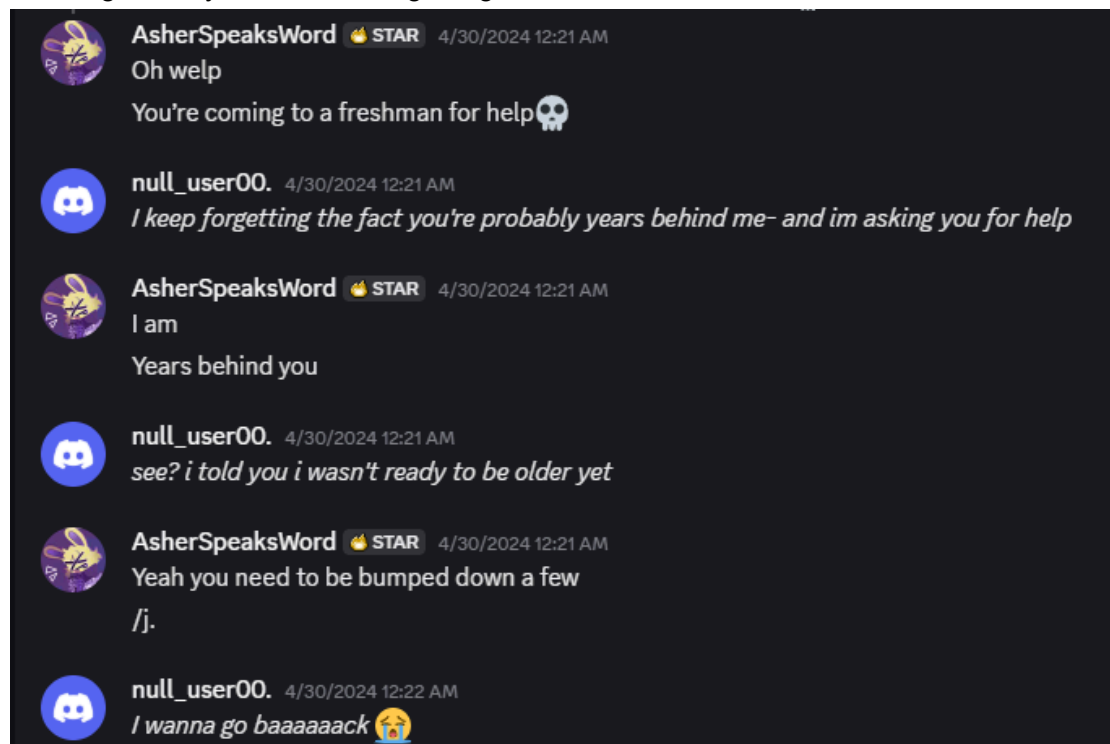 AsherSpeaksWord STAR 4/30/2024 12:21 AM
Oh welp
You're coming to a freshman for help💀
null_user00. 4/30/2024 12:21 AM
I keep forgetting the fact you're probably years behind me- and im asking you for help
AsherSpeaksWord STAR 4/30/2024 12:21 AM
I am
Years behind you
null_user00. 4/30/2024 12:21 AM
see? i told you i wasn't ready to be older yet
AsherSpeaksWord STAR 4/30/2024 12:21 AM
Yeah you need to be bumped down a few
/j.
null_user00. 4/30/2024 12:22 AM
I wanna go baaaaaack 😭